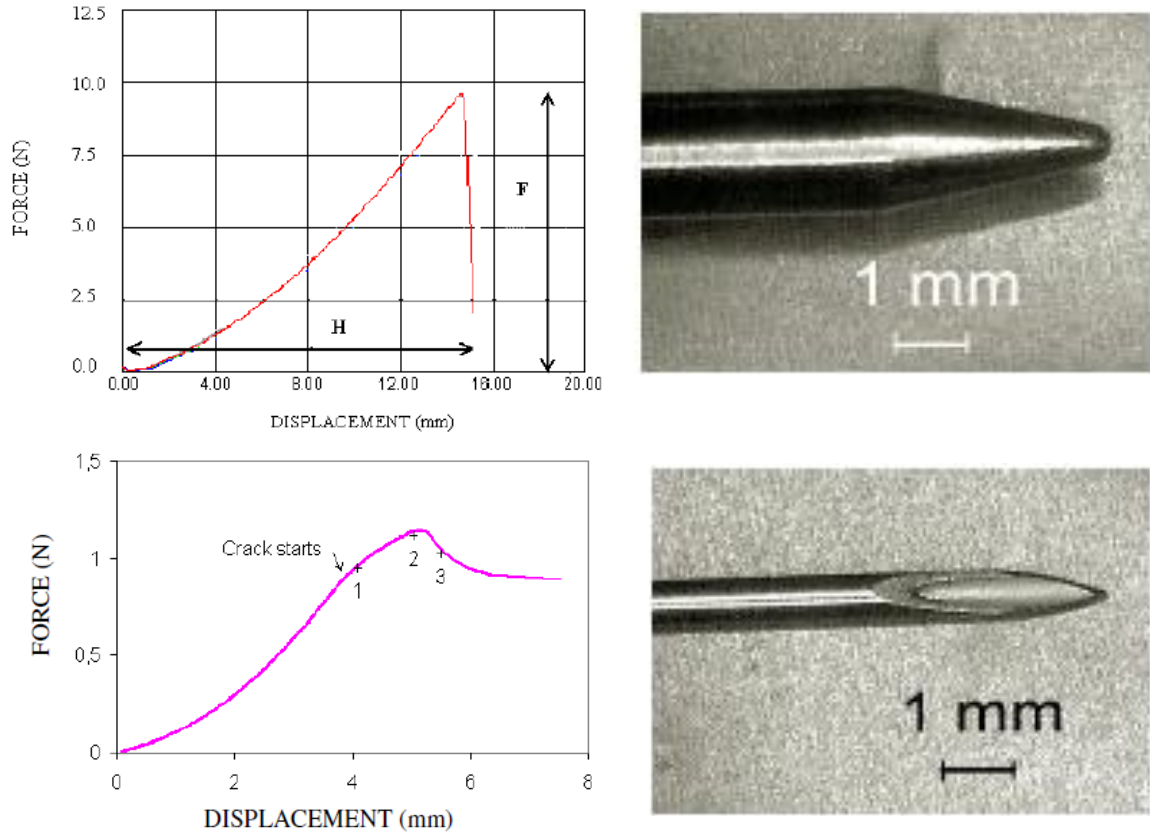 12.5
10.0
7.5
5.0
2.5
0.0
FORCE (N)
F
H
0.00 4.00 8.00 12.00 16.00 20.00
DISPLACEMENT (mm)
1 mm
1,5
1
0,5
0
FORCE (N)
Crack starts
1
2
3
0 2 4 6 8
DISPLACEMENT (mm)
1 mm